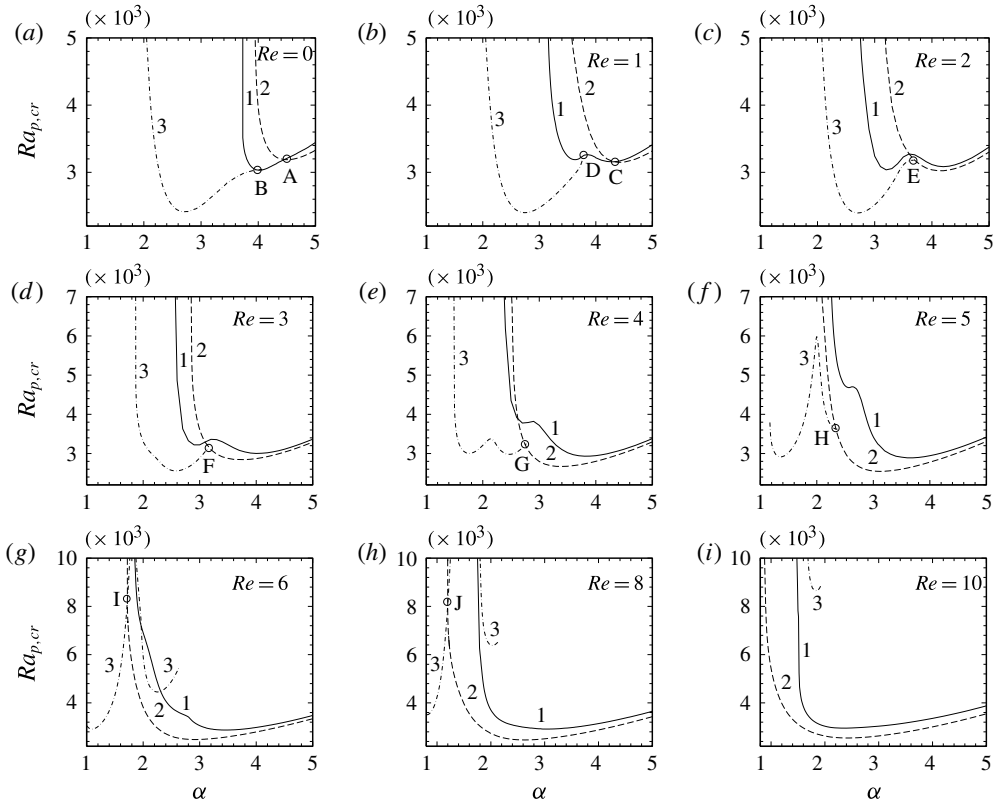 (× 10³) (× 10³) (× 10³)
(a) (b) (c)
5 5 5
Re = 0 Re = 1 Re = 2
4 4 4
Ra_{p,cr}
3 3 3
2 2 2
1 2 3 4 5 1 2 3 4 5 1 2 3 4 5
3 1 2 B A
3 1 2 D C
3 1 2 E
(× 10³) (× 10³) (× 10³)
(d) (e) (f)
7 7 7
Re = 3 Re = 4 Re = 5
6 6 6
5 5 5
Ra_{p,cr}
4 4 4
3 3 3
1 2 3 4 5 1 2 3 4 5 1 2 3 4 5
3 1 2 F
3 1 2 G
3 H 1 2
(× 10³) (× 10³) (× 10³)
(g) (h) (i)
10 10 10
Re = 6 Re = 8 Re = 10
8 8 8
6 6 6
Ra_{p,cr}
4 4 4
1 2 3 4 5 1 2 3 4 5 1 2 3 4 5
I 3 3 2 1
J 3 3 2 1
3 1 2
α α α